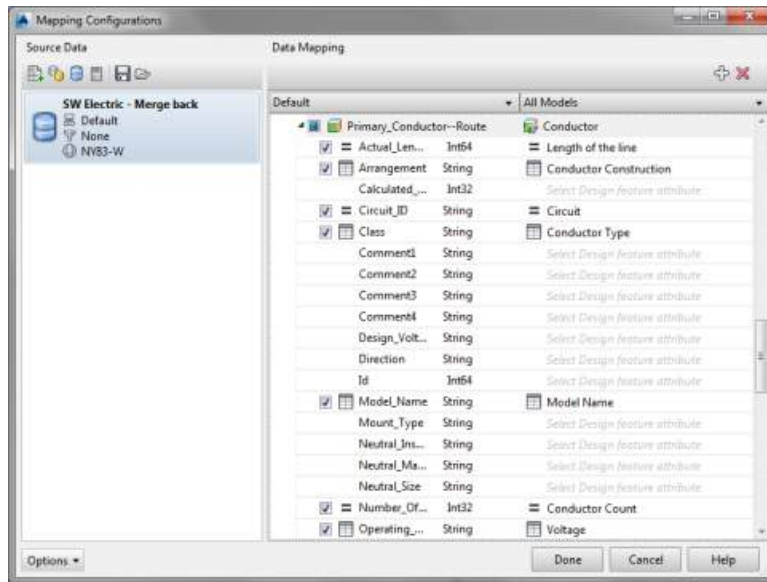 Mapping Configurations
Source Data
Data Mapping
SW Electric - Merge back
Default
None
NY83-W
Default
All Models
Primary_Conductor--Route
Conductor
Actual_Len... Int64 Length of the line
Arrangement String Conductor Construction
Calculated_... Int32 Select Design feature attribute
Circuit_ID String Circuit
Class String Conductor Type
Comment1 String Select Design feature attribute
Comment2 String Select Design feature attribute
Comment3 String Select Design feature attribute
Comment4 String Select Design feature attribute
Design_Volt... String Select Design feature attribute
Direction String Select Design feature attribute
Id Int64 Select Design feature attribute
Model_Name String Model Name
Mount_Type String Select Design feature attribute
Neutral_Ins... String Select Design feature attribute
Neutral_Ma... String Select Design feature attribute
Neutral_Size String Select Design feature attribute
Number_Of... Int32 Conductor Count
Operating_... String Voltage
Options
Done
Cancel
Help